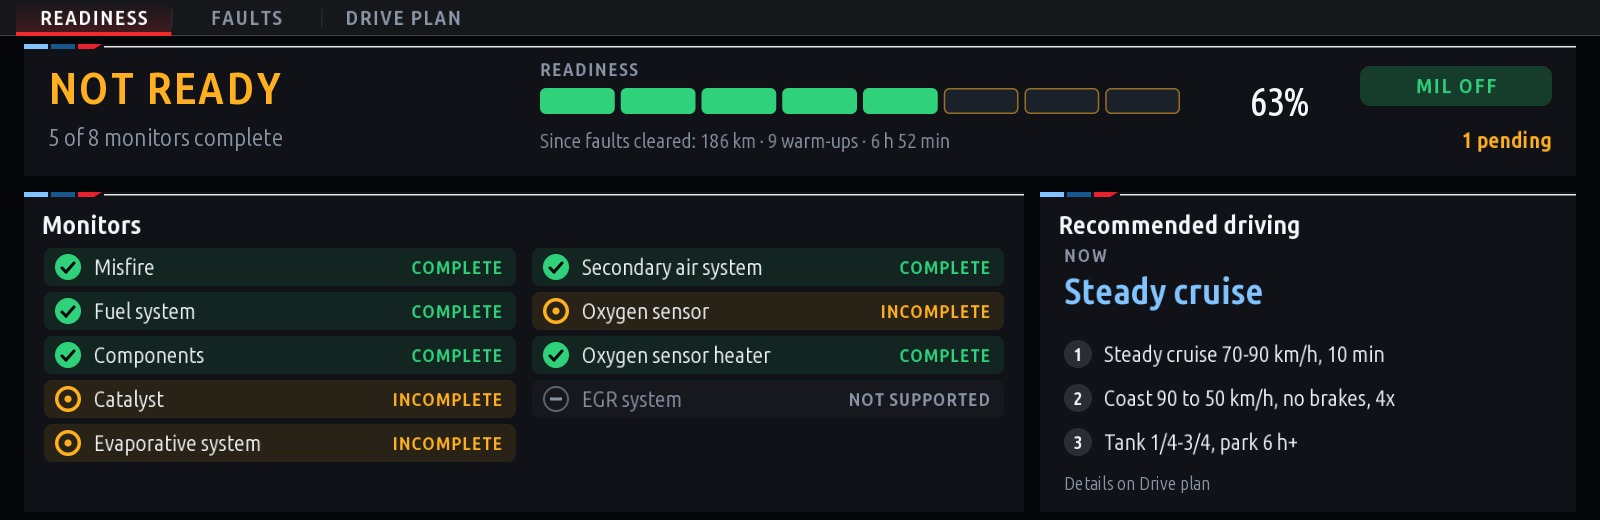 READINESS
FAULTS
DRIVE PLAN
NOT READY
5 of 8 monitors complete
READINESS
63%
Since faults cleared: 186 km · 9 warm-ups · 6 h 52 min
MIL OFF
1 pending
Monitors
Misfire COMPLETE
Fuel system COMPLETE
Components COMPLETE
Catalyst INCOMPLETE
Evaporative system INCOMPLETE
Secondary air system COMPLETE
Oxygen sensor INCOMPLETE
Oxygen sensor heater COMPLETE
EGR system NOT SUPPORTED
Recommended driving
NOW
Steady cruise
1 Steady cruise 70-90 km/h, 10 min
2 Coast 90 to 50 km/h, no brakes, 4x
3 Tank 1/4-3/4, park 6 h+
Details on Drive plan